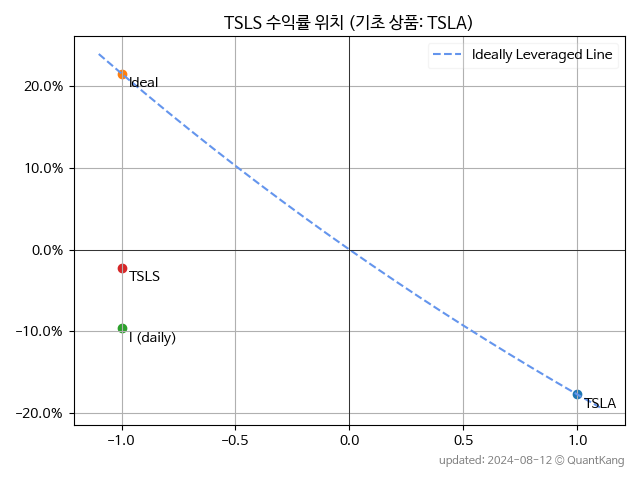 TSLS 수익률 위치 (기초 상품: TSLA)
Ideally Leveraged Line
20.0%
Ideal
10.0%
0.0%
TSLS
−10.0%
I (daily)
−20.0%
TSLA
−1.0
−0.5
0.0
0.5
1.0
updated: 2024-08-12 © QuantKang